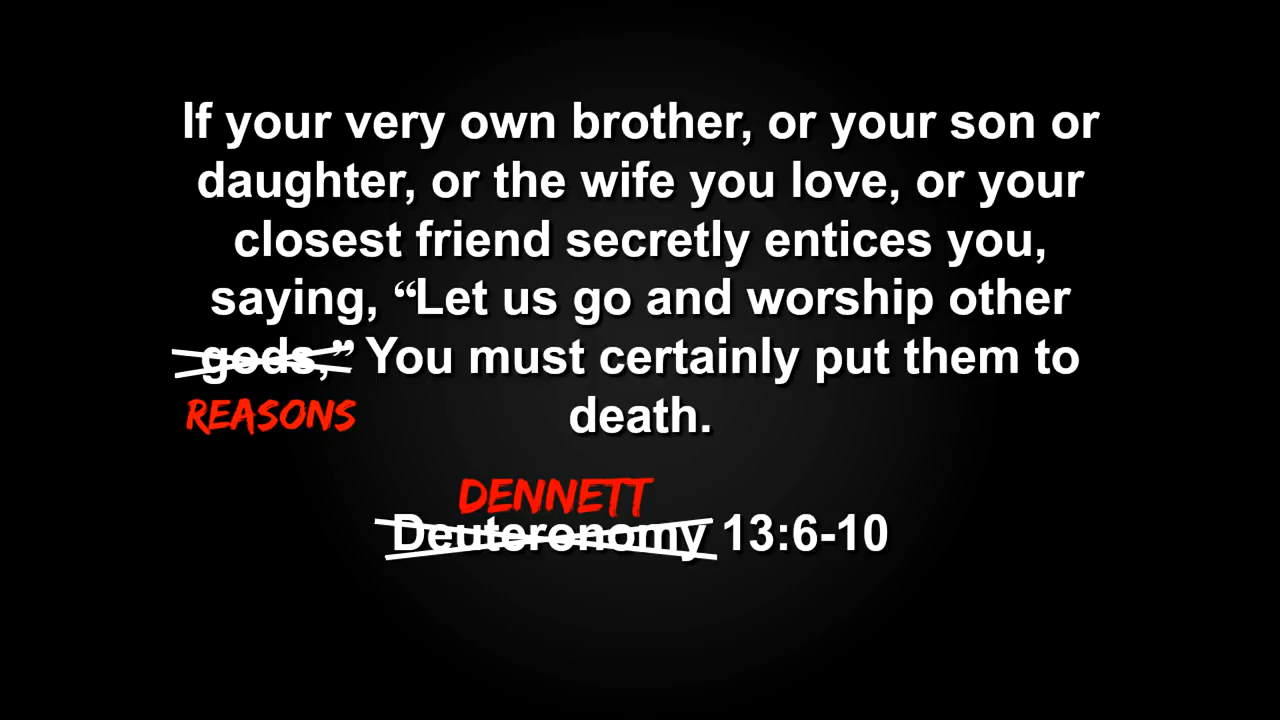 If your very own brother, or your son or
daughter, or the wife you love, or your
closest friend secretly entices you,
saying, “Let us go and worship other
gods,” You must certainly put them to
REASONS
death.
DENNETT
Deuteronomy 13:6-10